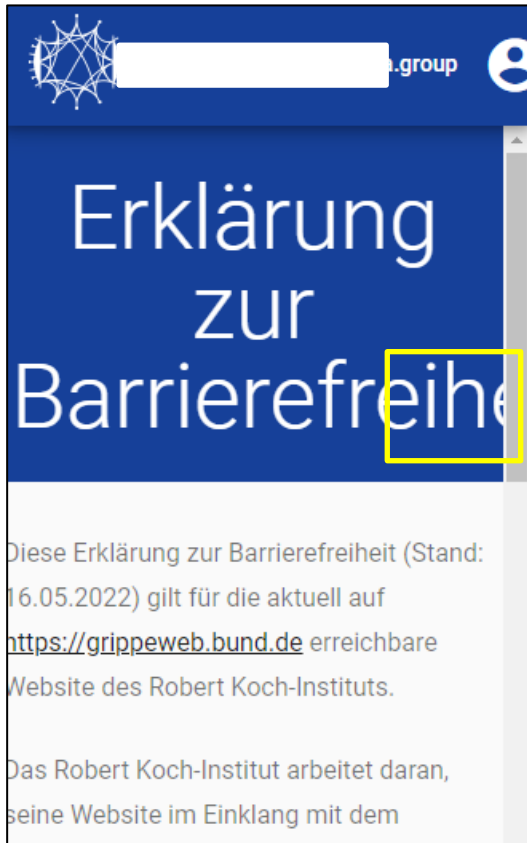 .group
Erklärung
zur
Barrierefreihe
Diese Erklärung zur Barrierefreiheit (Stand:
16.05.2022) gilt für die aktuell auf
https://grippeweb.bund.de erreichbare
Website des Robert Koch-Instituts.
Das Robert Koch-Institut arbeitet daran,
seine Website im Einklang mit dem